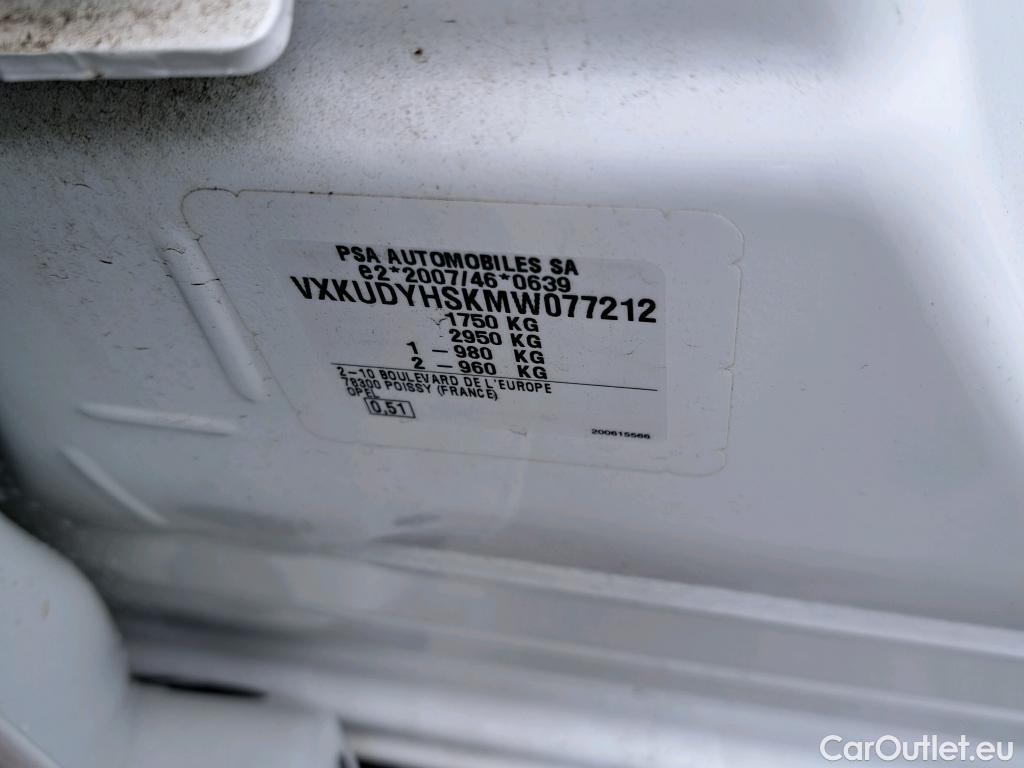 PSA AUTOMOBILES SA
e2*2007/46*0639
VXKUDYHSKMW077212
1750 KG
2950 KG
1 - 980 KG
2 - 960 KG
2-10 BOULEVARD DE L'EUROPE
78300 POISSY (FRANCE)
OPEL
0,51
200615566
CarOutlet.eu